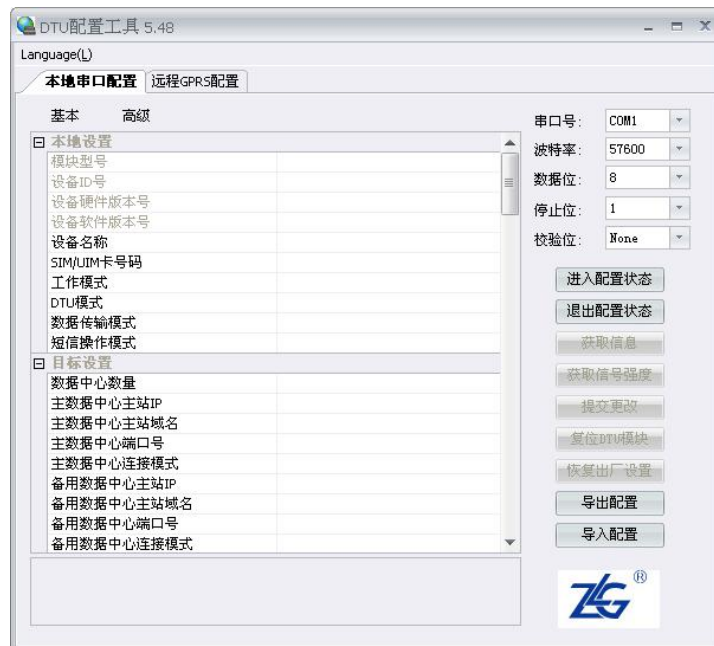 DTU配置工具 5.48
Language(L)
本地串口配置 远程GPRS配置
基本 高级
本地设置
模块型号
设备ID号
设备硬件版本号
设备软件版本号
设备名称
SIM/UIM卡号码
工作模式
DTU模式
数据传输模式
短信操作模式
目标设置
数据中心数量
主数据中心主站IP
主数据中心主站域名
主数据中心端口号
主数据中心连接模式
备用数据中心主站IP
备用数据中心主站域名
备用数据中心端口号
备用数据中心连接模式
串口号: COM1
波特率: 57600
数据位: 8
停止位: 1
校验位: None
进入配置状态
退出配置状态
获取信息
获取信号强度
提交更改
复位DTU模块
恢复出厂设置
导出配置
导入配置
ZLG®